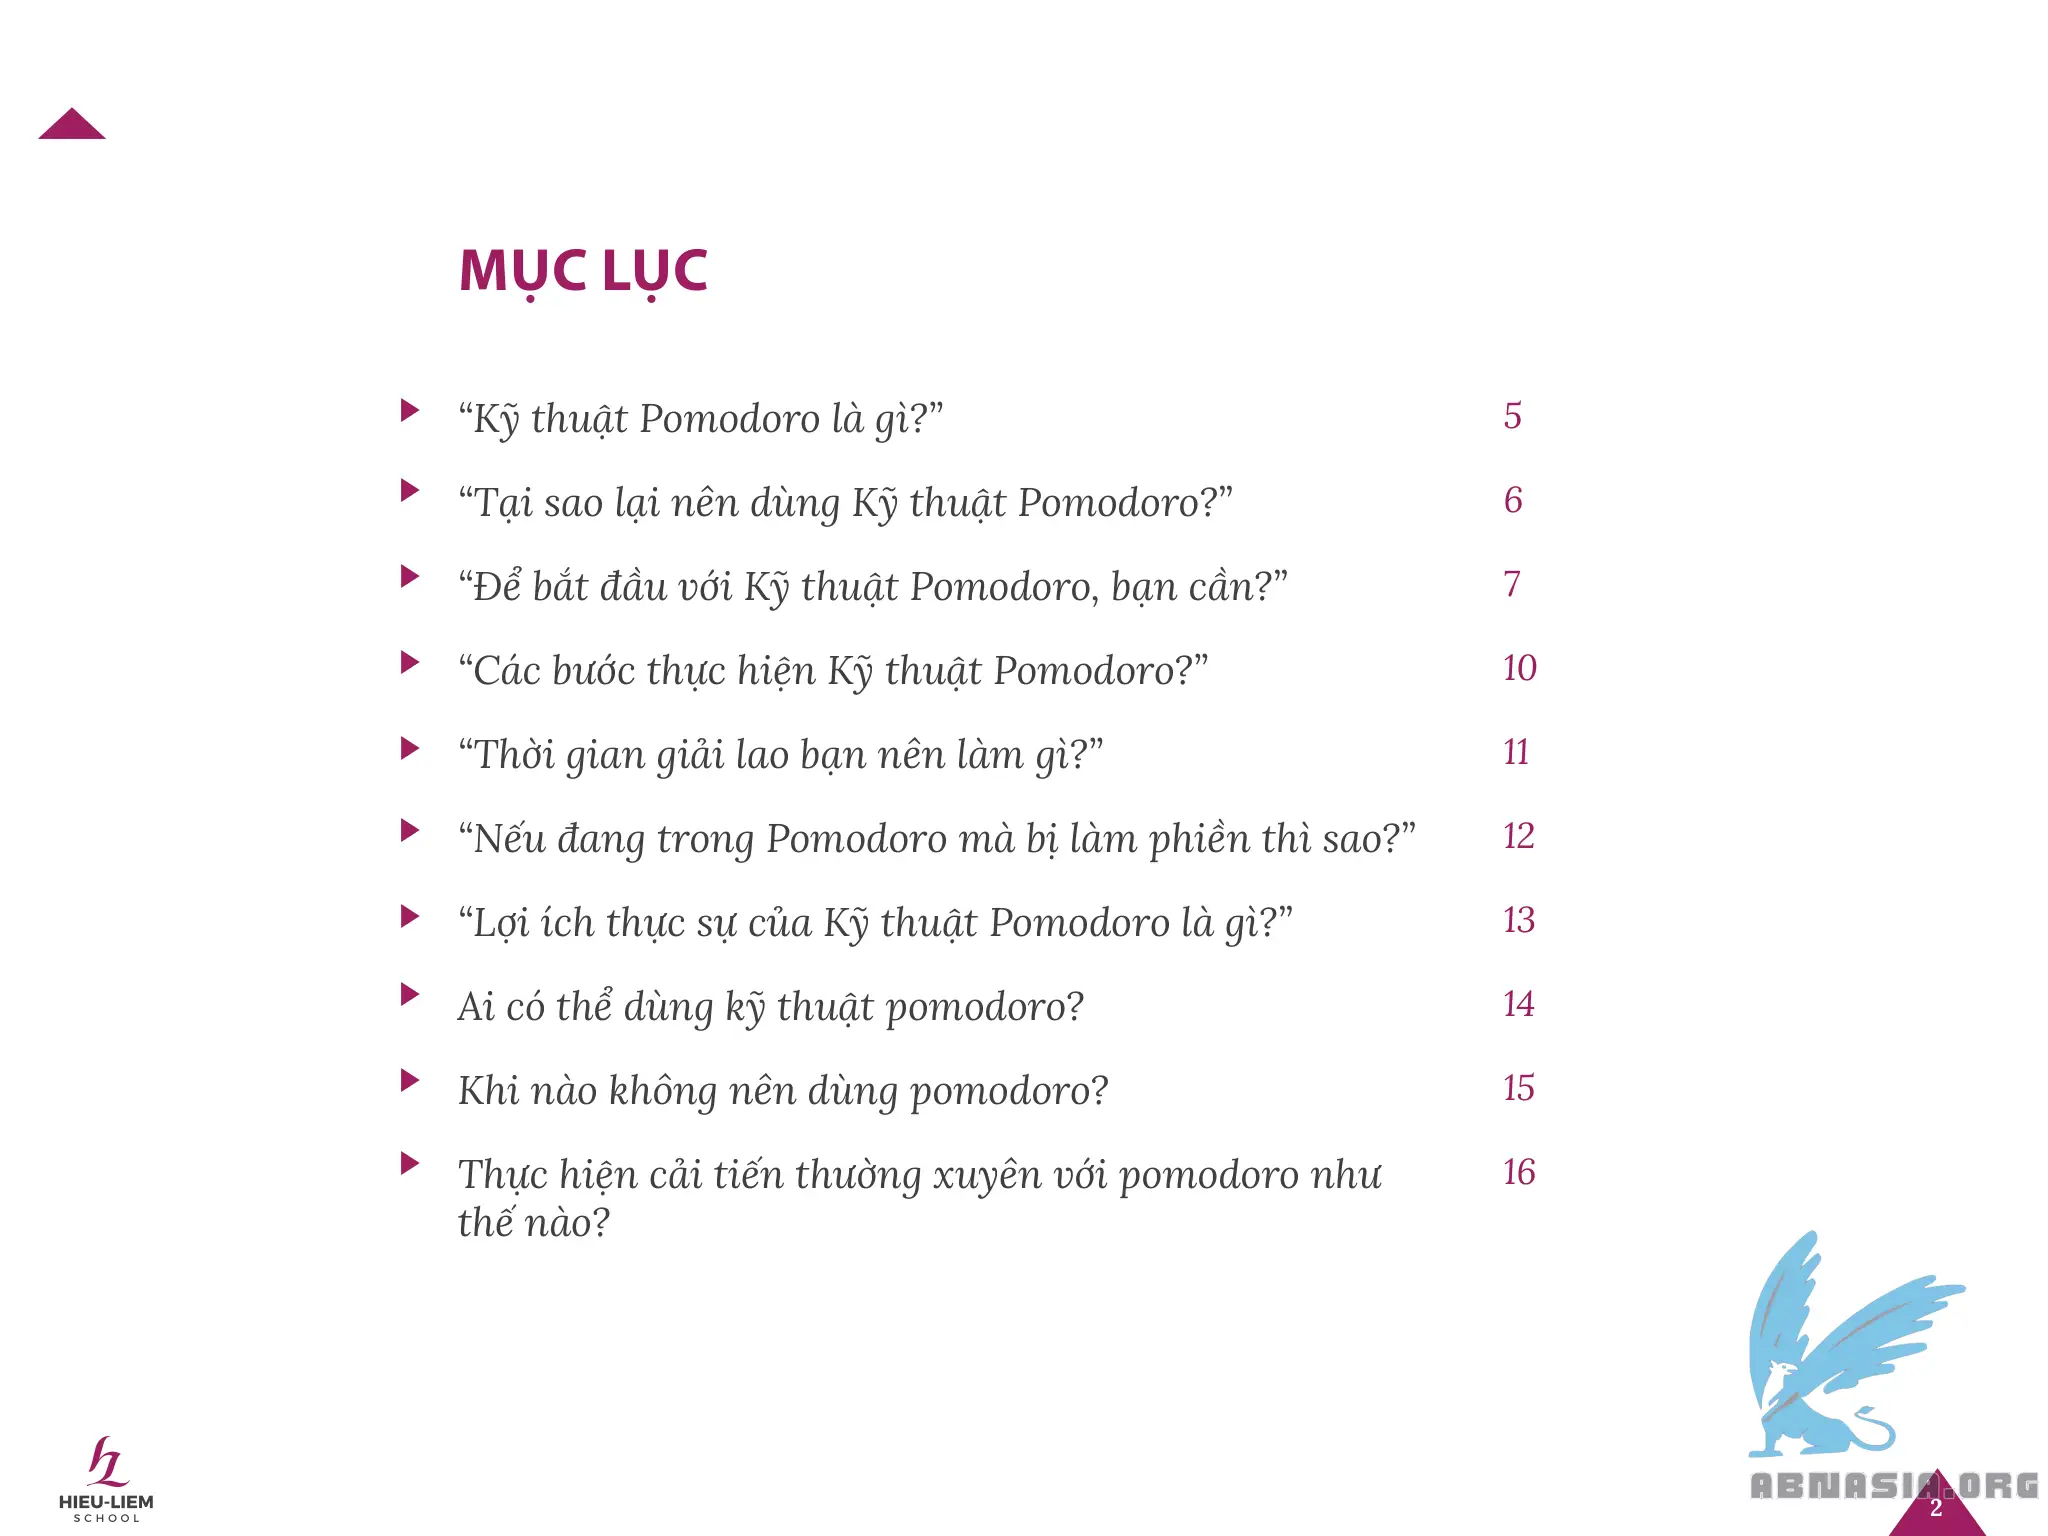 MỤC LỤC
“Kỹ thuật Pomodoro là gì?” 5
“Tại sao lại nên dùng Kỹ thuật Pomodoro?” 6
“Để bắt đầu với Kỹ thuật Pomodoro, bạn cần?” 7
“Các bước thực hiện Kỹ thuật Pomodoro?” 10
“Thời gian giải lao bạn nên làm gì?” 11
“Nếu đang trong Pomodoro mà bị làm phiền thì sao?” 12
“Lợi ích thực sự của Kỹ thuật Pomodoro là gì?” 13
Ai có thể dùng kỹ thuật pomodoro? 14
Khi nào không nên dùng pomodoro? 15
Thực hiện cải tiến thường xuyên với pomodoro như 16
thế nào?
HIEU-LIEM
SCHOOL
ABNASIA.ORG
2